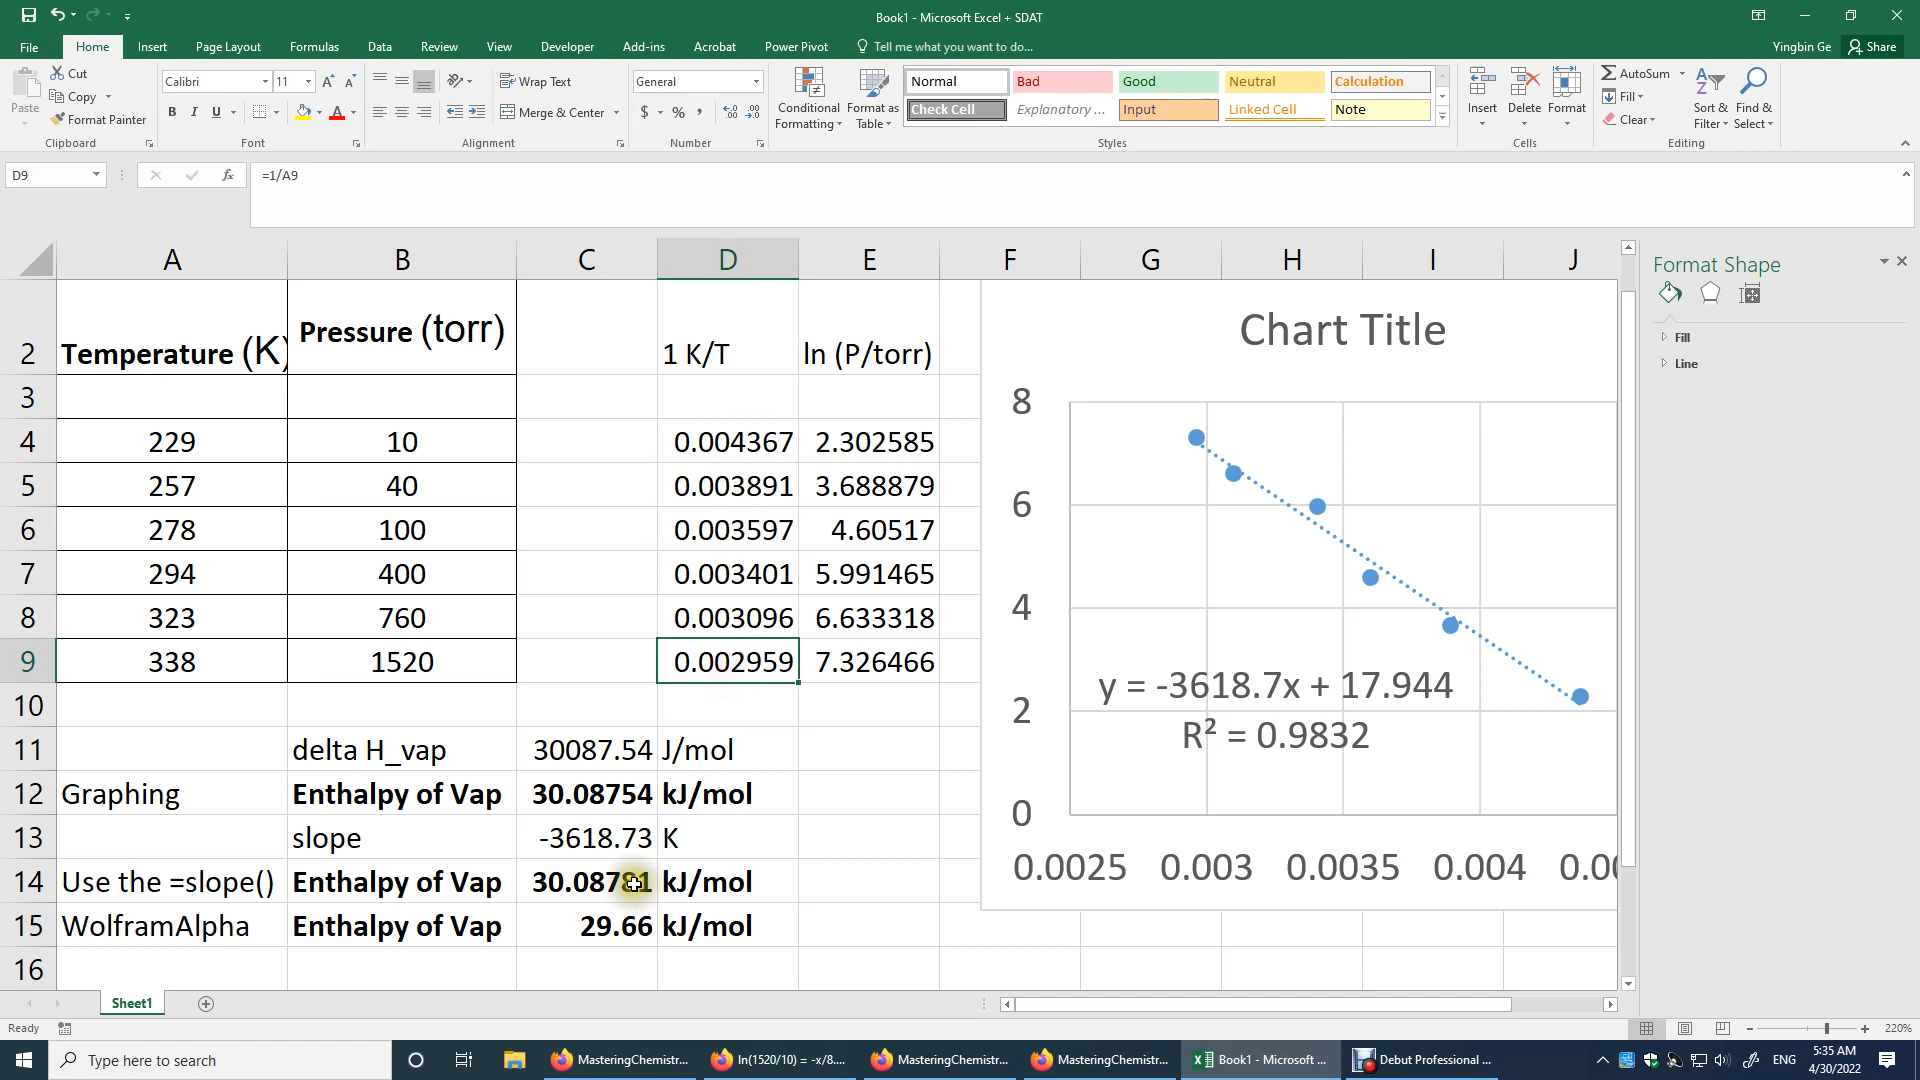 Book1 - Microsoft Excel + SDAT
File Home Insert Page Layout Formulas Data Review View Developer Add-ins Acrobat Power Pivot Tell me what you want to do... Yingbin Ge Share
Paste Cut Copy Format Painter Clipboard
Calibri 11 B I U A Font
Wrap Text Merge & Center Alignment
General $ % , Number
Conditional Formatting Format as Table
Normal Bad Good Neutral Calculation
Check Cell Explanatory ... Input Linked Cell Note
Styles
Insert Delete Format Cells
AutoSum Fill Clear Sort & Filter Find & Select Editing
D9 fx =1/A9
A B C D E F G H I J
2 Temperature (K) Pressure (torr) 1 K/T ln (P/torr)
3
4 229 10 0.004367 2.302585
5 257 40 0.003891 3.688879
6 278 100 0.003597 4.60517
7 294 400 0.003401 5.991465
8 323 760 0.003096 6.633318
9 338 1520 0.002959 7.326466
10
11 delta H_vap 30087.54 J/mol
12 Graphing Enthalpy of Vap 30.08754 kJ/mol
13 slope -3618.73 K
14 Use the =slope() Enthalpy of Vap 30.08781 kJ/mol
15 WolframAlpha Enthalpy of Vap 29.66 kJ/mol
16
Chart Title
8
6
4
2
0
y = -3618.7x + 17.944
R² = 0.9832
0.0025 0.003 0.0035 0.004
Format Shape
Fill
Line
Sheet1
Ready 220%
Type here to search MasteringChemistr... ln(1520/10) = -x/8.... MasteringChemistr... MasteringChemistr... Book1 - Microsoft ... Debut Professional ... ENG 5:35 AM
4/30/2022